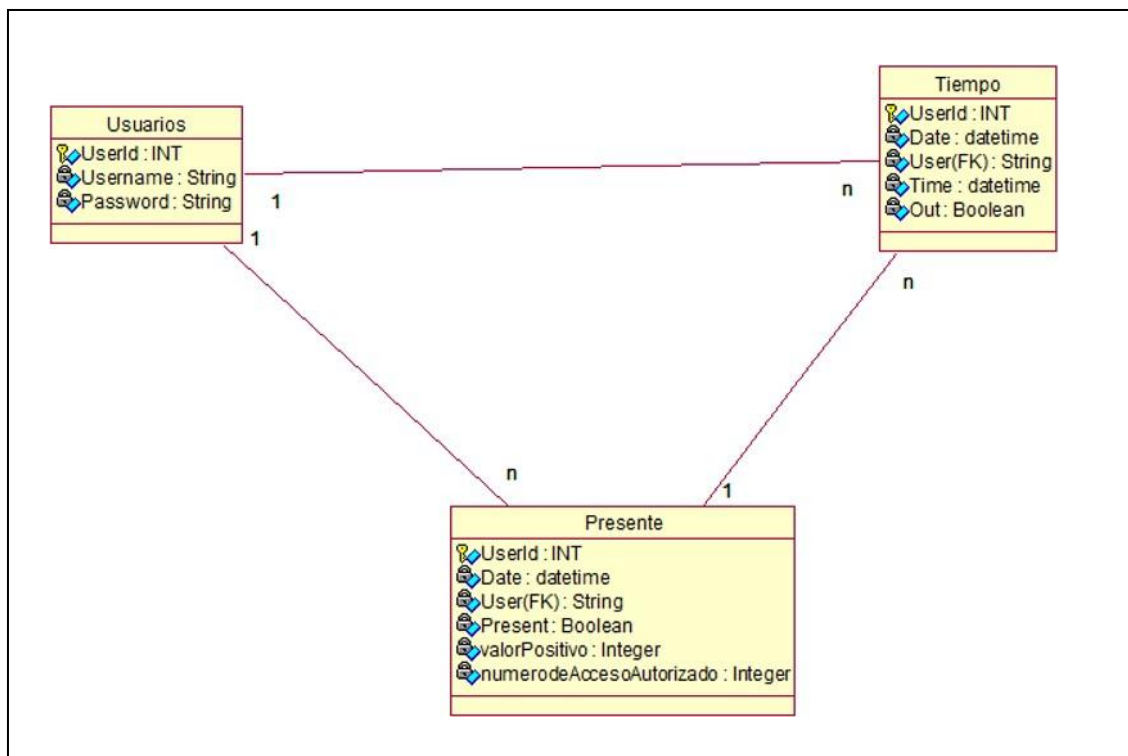 Usuarios
UserId : INT
Username : String
Password : String
1
1
Tiempo
UserId : INT
Date : datetime
User(FK) : String
Time : datetime
Out : Boolean
n
n
n
1
Presente
UserId : INT
Date : datetime
User(FK) : String
Present : Boolean
valorPositivo : Integer
numerodeAccesoAutorizado : Integer